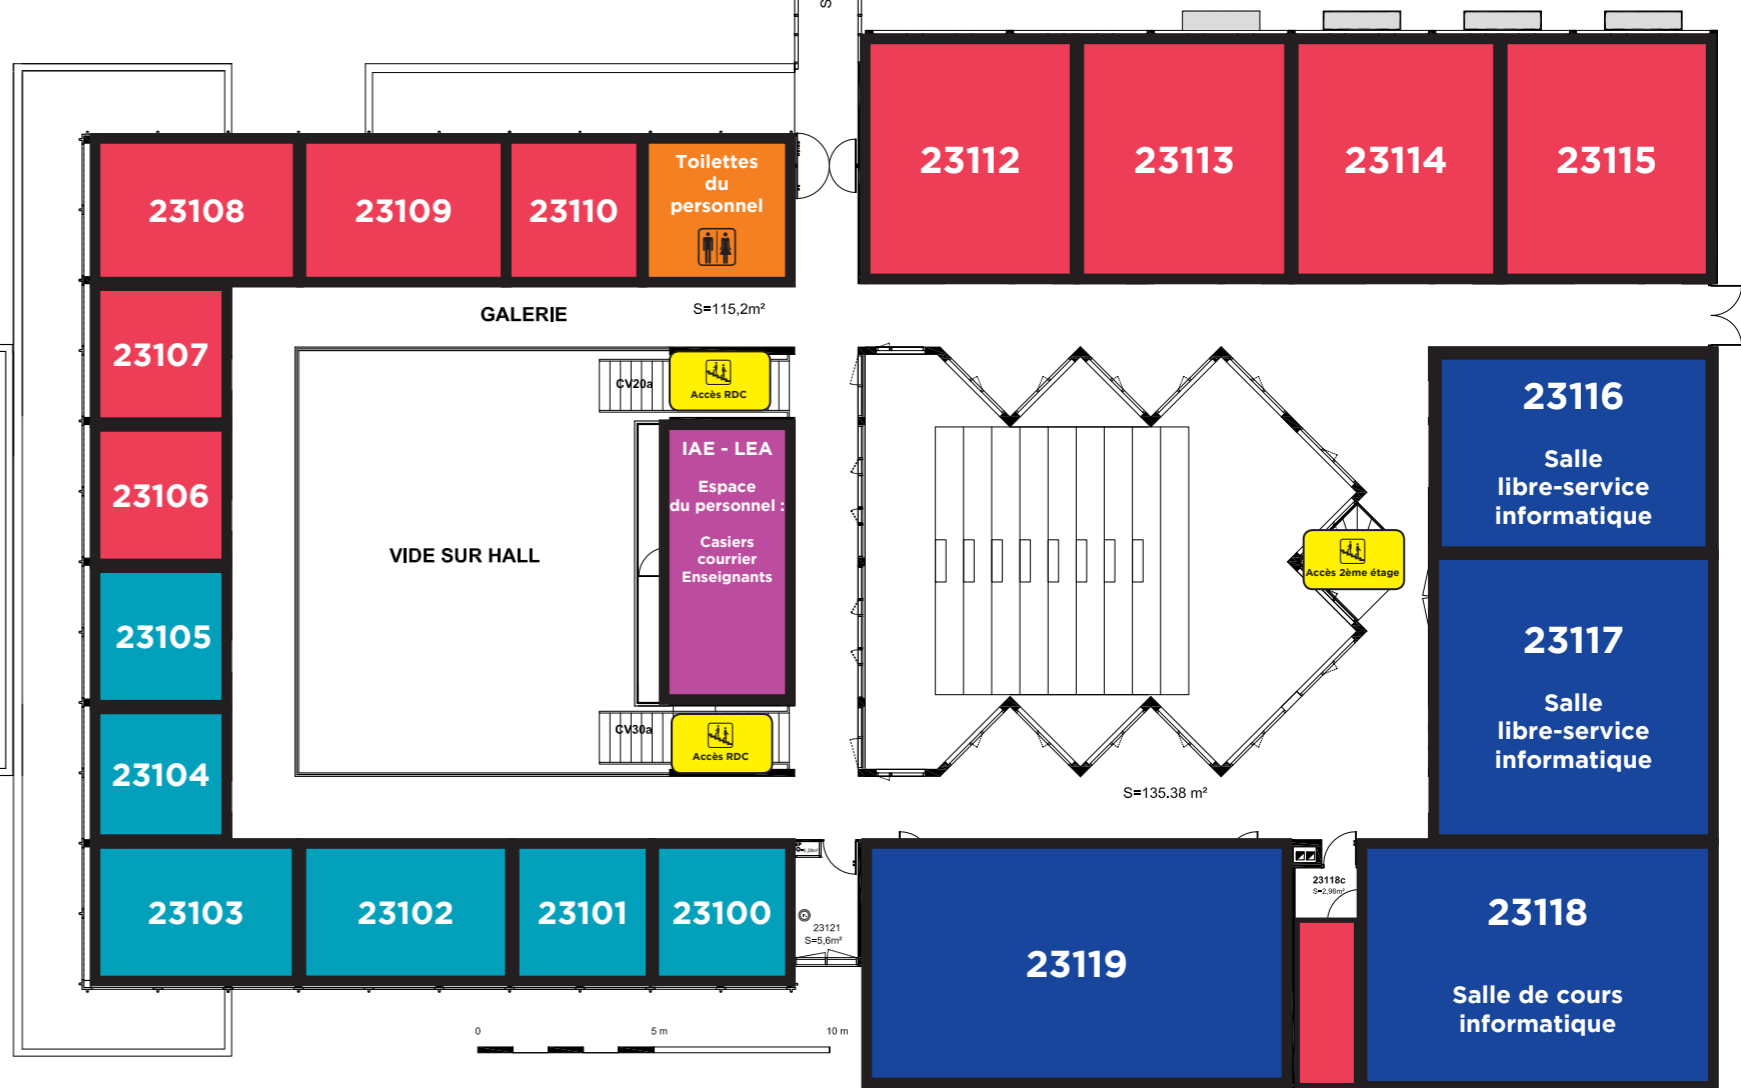 S
23112
23113
23114
23115
23108
23109
23110
Toilettes
du
personnel
GALERIE
S=115,2m²
23107
CV20a
Accès RDC
23116
Salle
libre-service
informatique
IAE - LEA
Espace
du personnel :
Casiers
courrier
Enseignants
23106
VIDE SUR HALL
Accès 2ème étage
23105
23117
Salle
libre-service
informatique
CV30a
Accès RDC
23104
S=135.38 m²
23103
23102
23101
23100
23121
S=5,6m²
23119
23118c
S=2,96m²
23118
Salle de cours
informatique
0
5 m
10 m